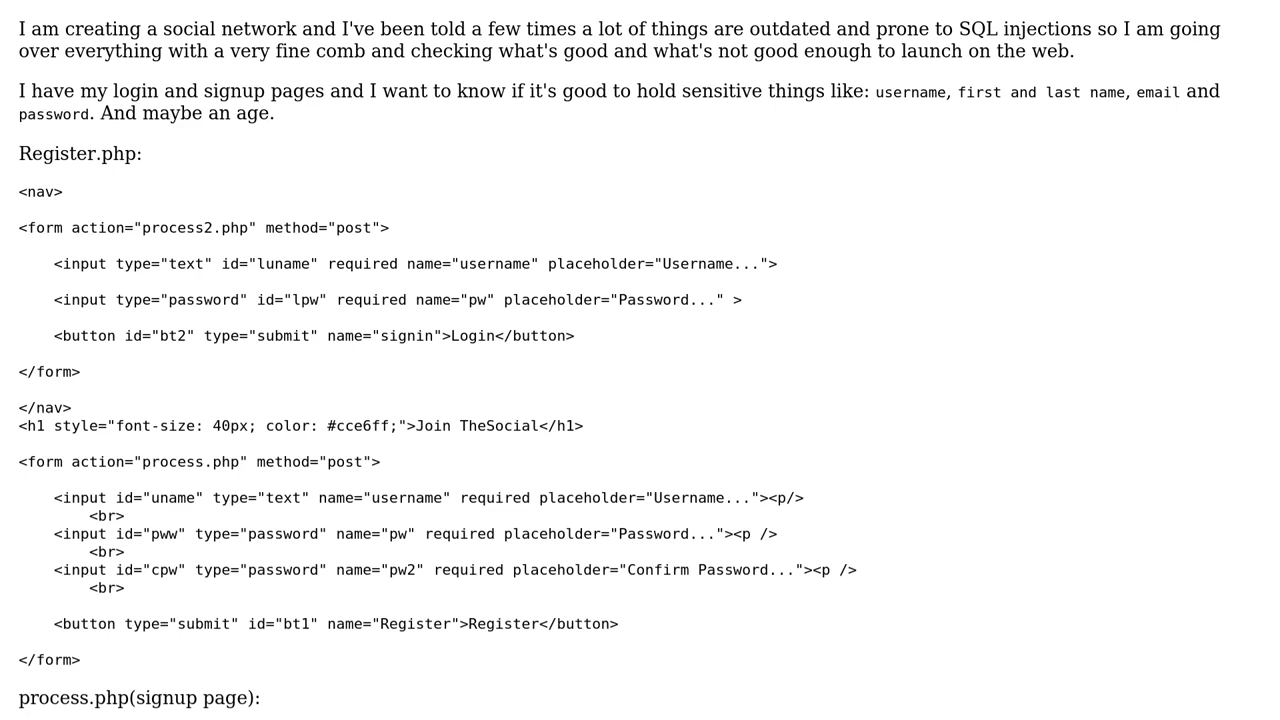 I am creating a social network and I've been told a few times a lot of things are outdated and prone to SQL injections so I am going
over everything with a very fine comb and checking what's good and what's not good enough to launch on the web.
I have my login and signup pages and I want to know if it's good to hold sensitive things like: username, first and last name, email and
password. And maybe an age.
Register.php:
<nav>
<form action="process2.php" method="post">
<input type="text" id="luname" required name="username" placeholder="Username...">
<input type="password" id="lpw" required name="pw" placeholder="Password..." >
<button id="bt2" type="submit" name="signin">Login</button>
</form>
</nav>
<h1 style="font-size: 40px; color: #cce6ff;">Join TheSocial</h1>
<form action="process.php" method="post">
<input id="uname" type="text" name="username" required placeholder="Username..."><p/>
<br>
<input id="pww" type="password" name="pw" required placeholder="Password..."><p />
<br>
<input id="cpw" type="password" name="pw2" required placeholder="Confirm Password..."><p />
<br>
<button type="submit" id="bt1" name="Register">Register</button>
</form>
process.php(signup page):